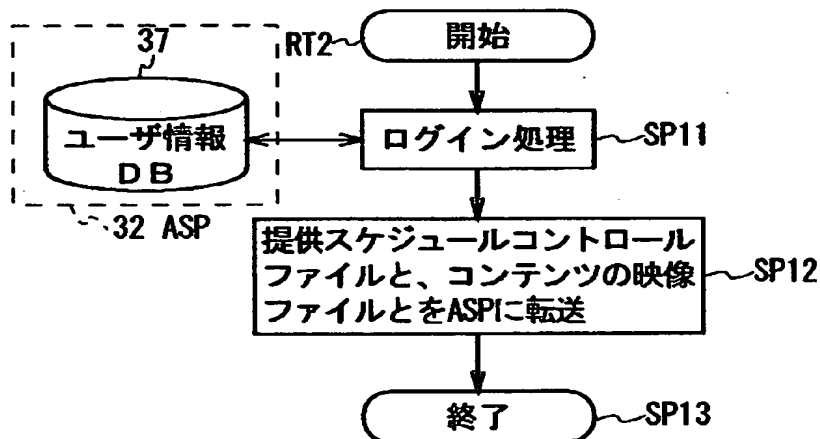 37
RT2
開始
ユーザ情報
DB
ログイン処理
SP11
32 ASP
提供スケジュールコントロール
ファイルと、コンテンツの映像
ファイルとをASPに転送
SP12
終了
SP13